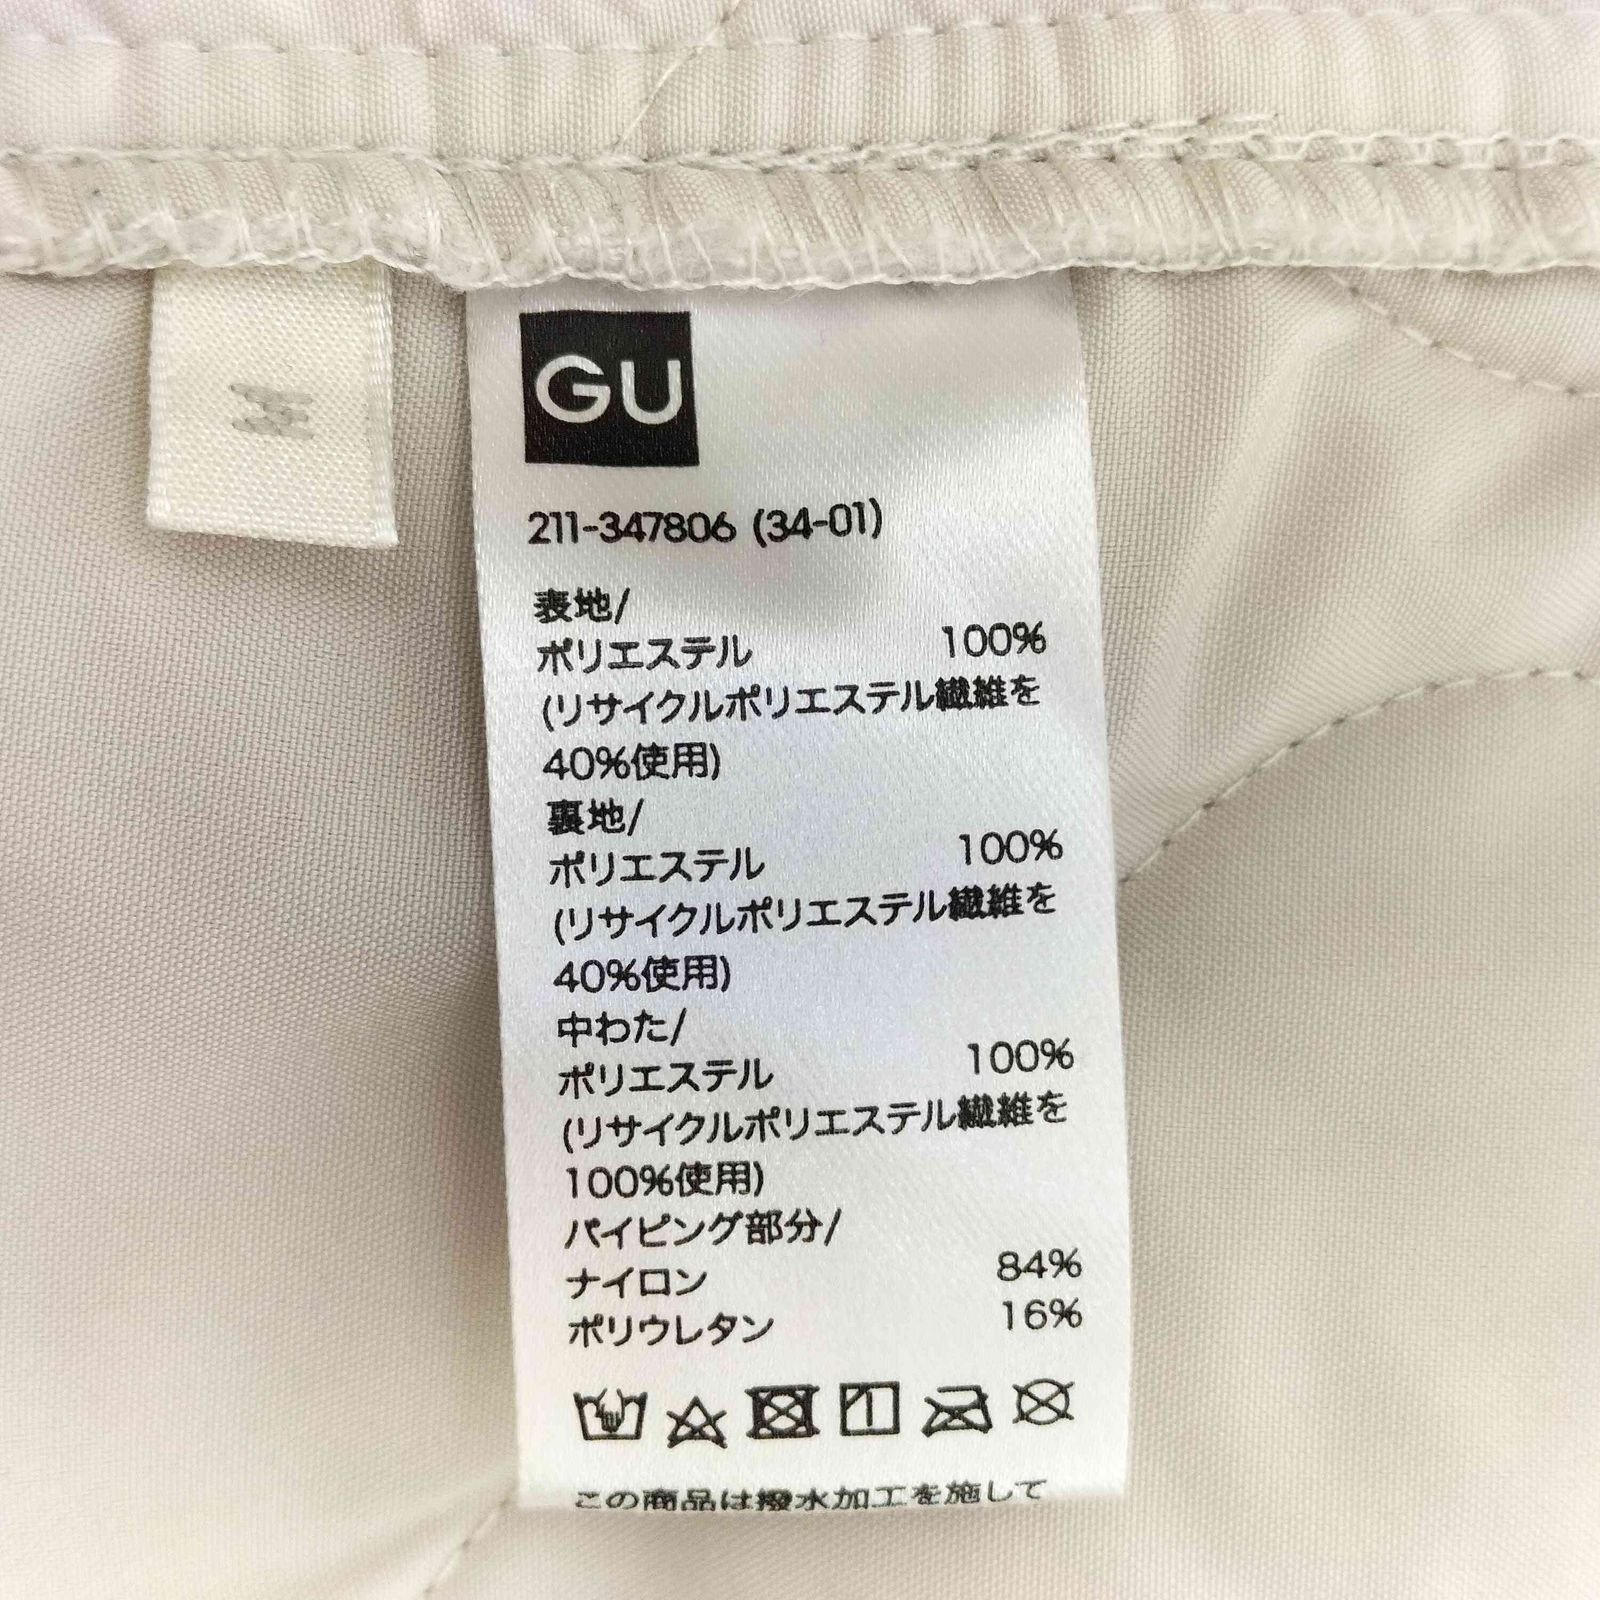 M
GU
211-347806 (34-01)
表地/
ポリエステル 100%
(リサイクルポリエステル繊維を
40%使用)
裏地/
ポリエステル 100%
(リサイクルポリエステル繊維を
40%使用)
中わた/
ポリエステル 100%
(リサイクルポリエステル繊維を
100%使用)
パイピング部分/
ナイロン 84%
ポリウレタン 16%
この商品は撥水加工を施して